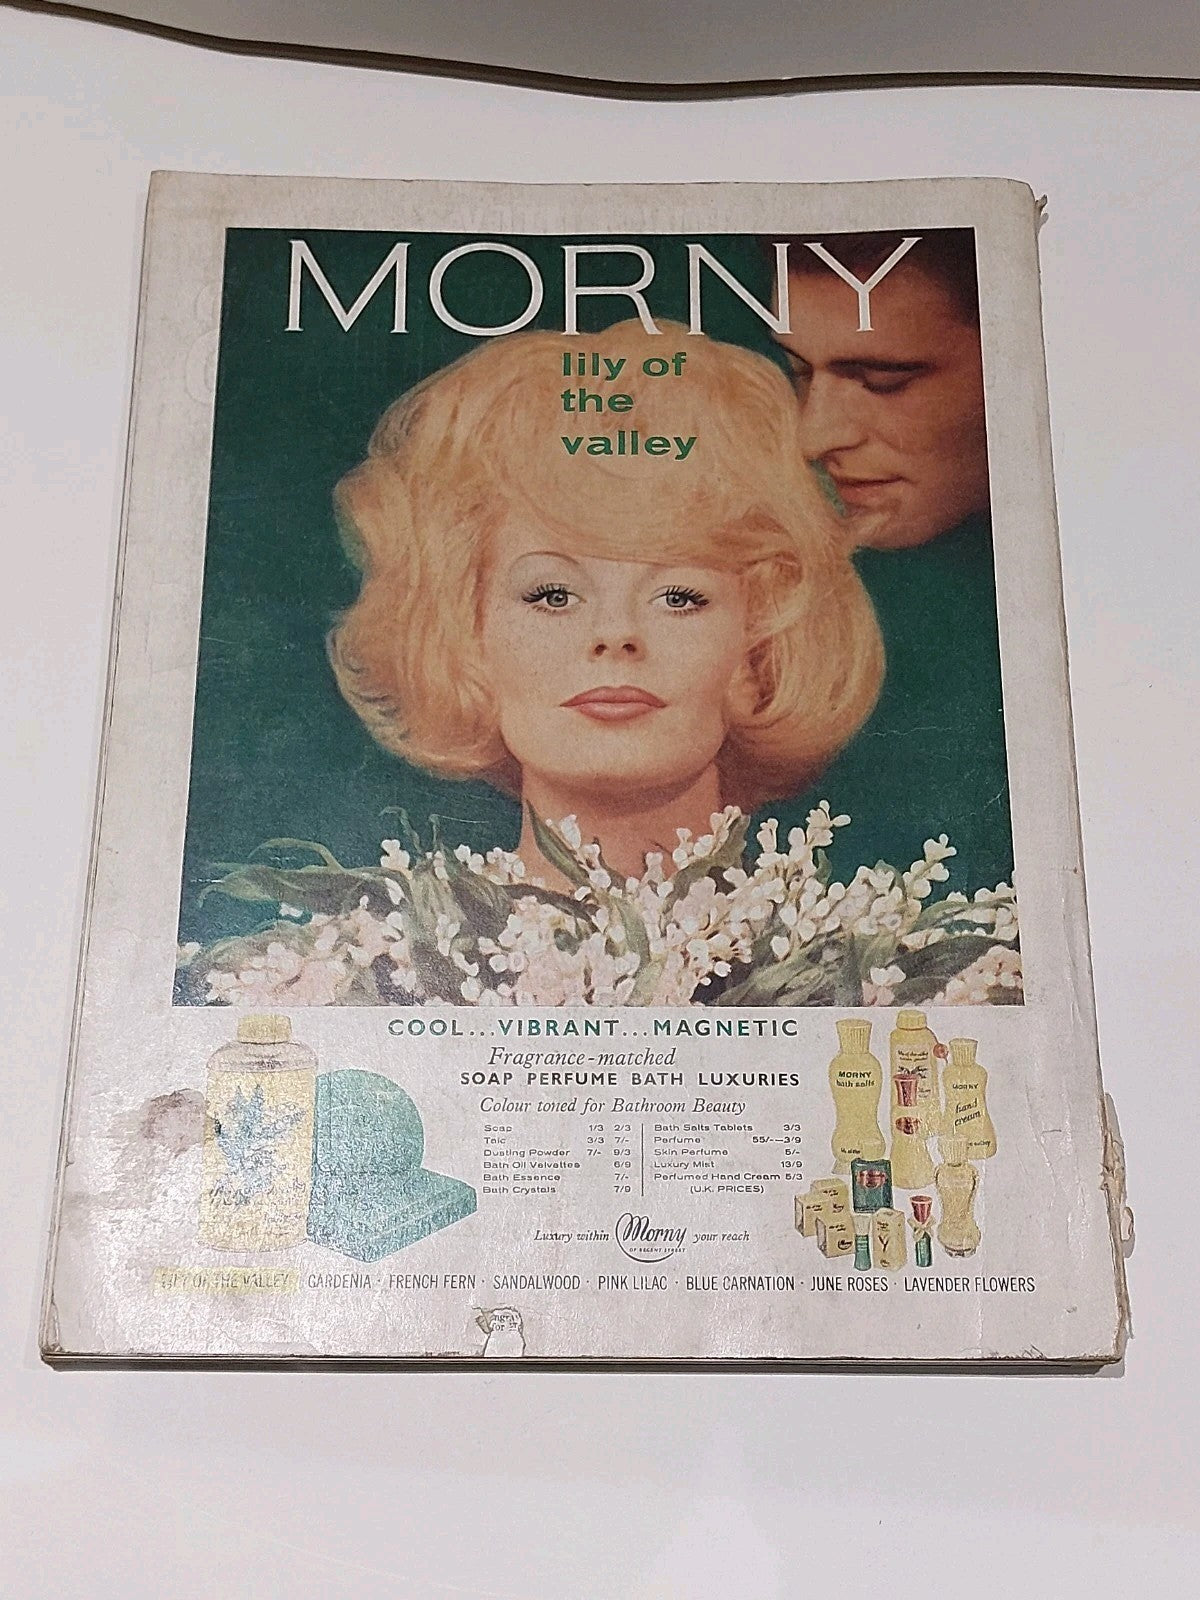 MORNY
lily of
the
valley
COOL...VIBRANT...MAGNETIC
Fragrance-matched
SOAP PERFUME BATH LUXURIES
Colour toned for Bathroom Beauty
Soap 1/3 2/3
Talc 3/3 7/-
Dusting Powder 7/- 9/3
Bath Oil Velvettes 6/9
Bath Essence 7/-
Bath Crystals 7/9
Bath Salts Tablets 3/3
Perfume 55/-—3/9
Skin Perfume 5/-
Luxury Mist 13/9
Perfumed Hand Cream 5/3
(U.K. PRICES)
MORNY
bath salts
MORNY
hand
cream
Luxury within Morny your reach
OF REGENT STREET
LILY OF THE VALLEY · GARDENIA · FRENCH FERN · SANDALWOOD · PINK LILAC · BLUE CARNATION · JUNE ROSES · LAVENDER FLOWERS